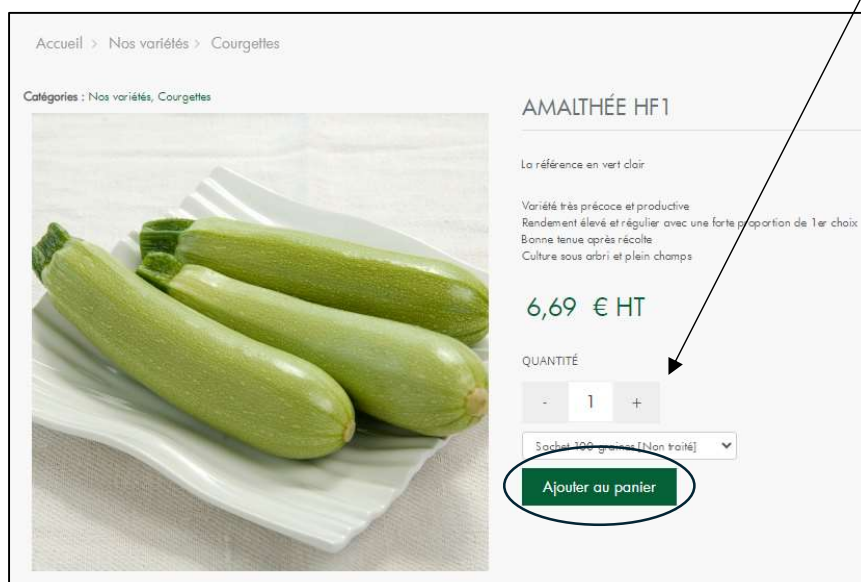 Accueil > Nos variétés > Courgettes
Catégories : Nos variétés, Courgettes
AMALTHÉE HF1
La référence en vert clair
Variété très précoce et productive
Rendement élevé et régulier avec une forte proportion de 1er choix
Bonne tenue après récolte
Culture sous arbri et plein champs
6,69 € HT
QUANTITÉ
- 1 +
Sachet 100 graines [Non traité]
Ajouter au panier